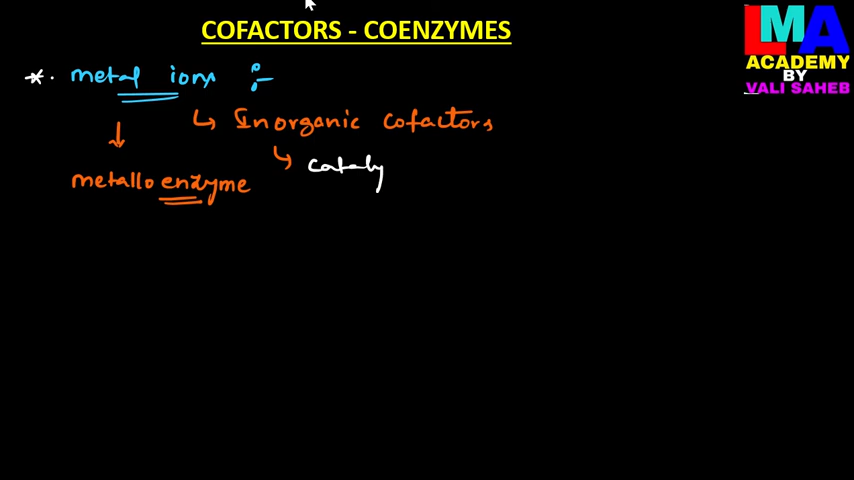 COFACTORS - COENZYMES
LMA
ACADEMY
BY
VALI SAHEB
* metal ions :-
↳ Inorganic cofactors
↓ ↳ cataly
metallo enzyme